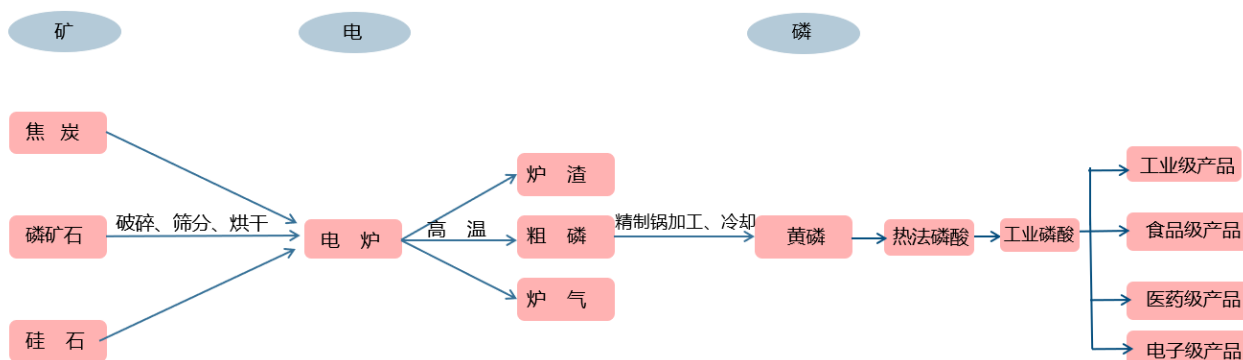 矿
电
磷
焦 炭
磷矿石
硅 石
破碎、筛分、烘干
电 炉
高 温
炉 渣
粗 磷
炉 气
精制锅加工、冷却
黄磷
热法磷酸
工业磷酸
工业级产品
食品级产品
医药级产品
电子级产品